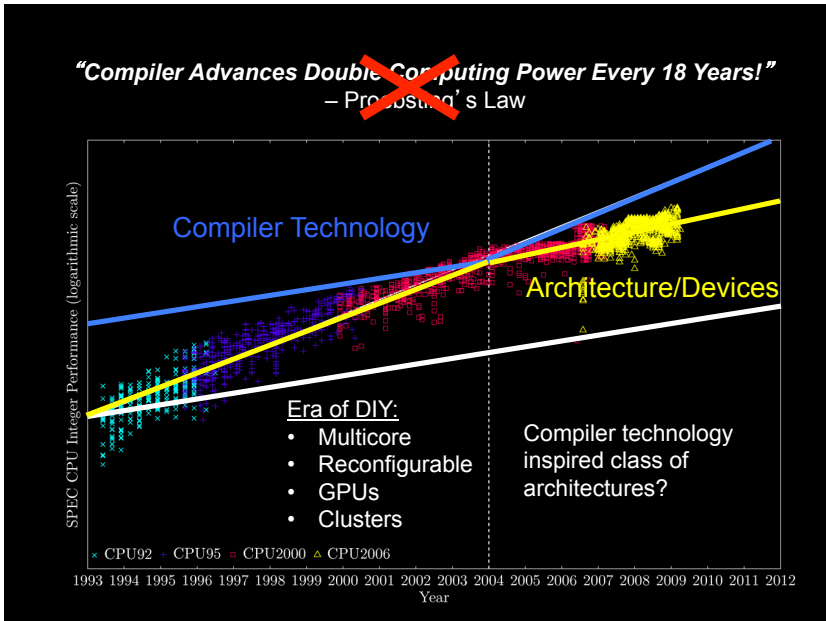 “Compiler Advances Double Computing Power Every 18 Years!”
– Proebsting’s Law
Compiler Technology
Architecture/Devices
Era of DIY:
• Multicore
• Reconfigurable
• GPUs
• Clusters
Compiler technology
inspired class of
architectures?
SPEC CPU Integer Performance (logarithmic scale)
CPU92 CPU95 CPU2000 CPU2006
1993 1994 1995 1996 1997 1998 1999 2000 2001 2002 2003 2004 2005 2006 2007 2008 2009 2010 2011 2012
Year